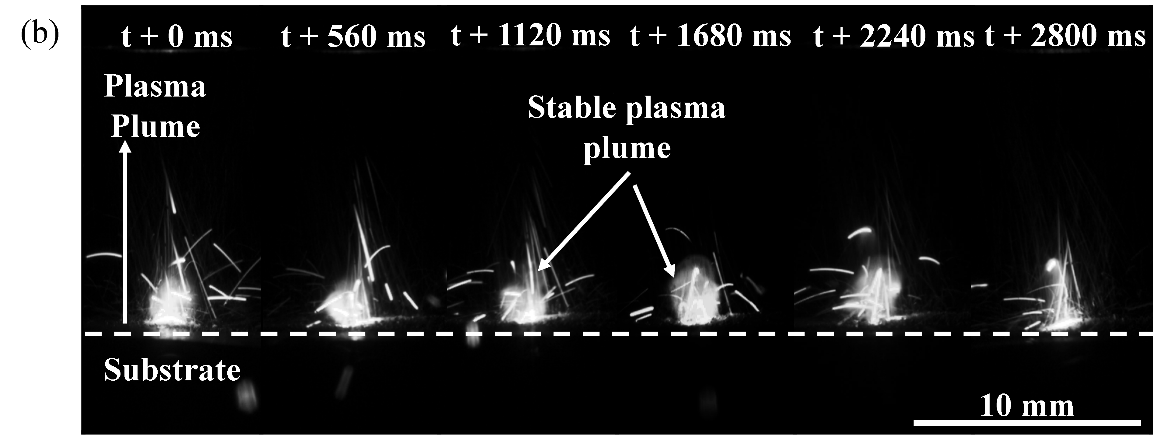 (b)
t + 0 ms t + 560 ms t + 1120 ms t + 1680 ms t + 2240 ms t + 2800 ms
Plasma
Plume
Stable plasma
plume
Substrate
10 mm